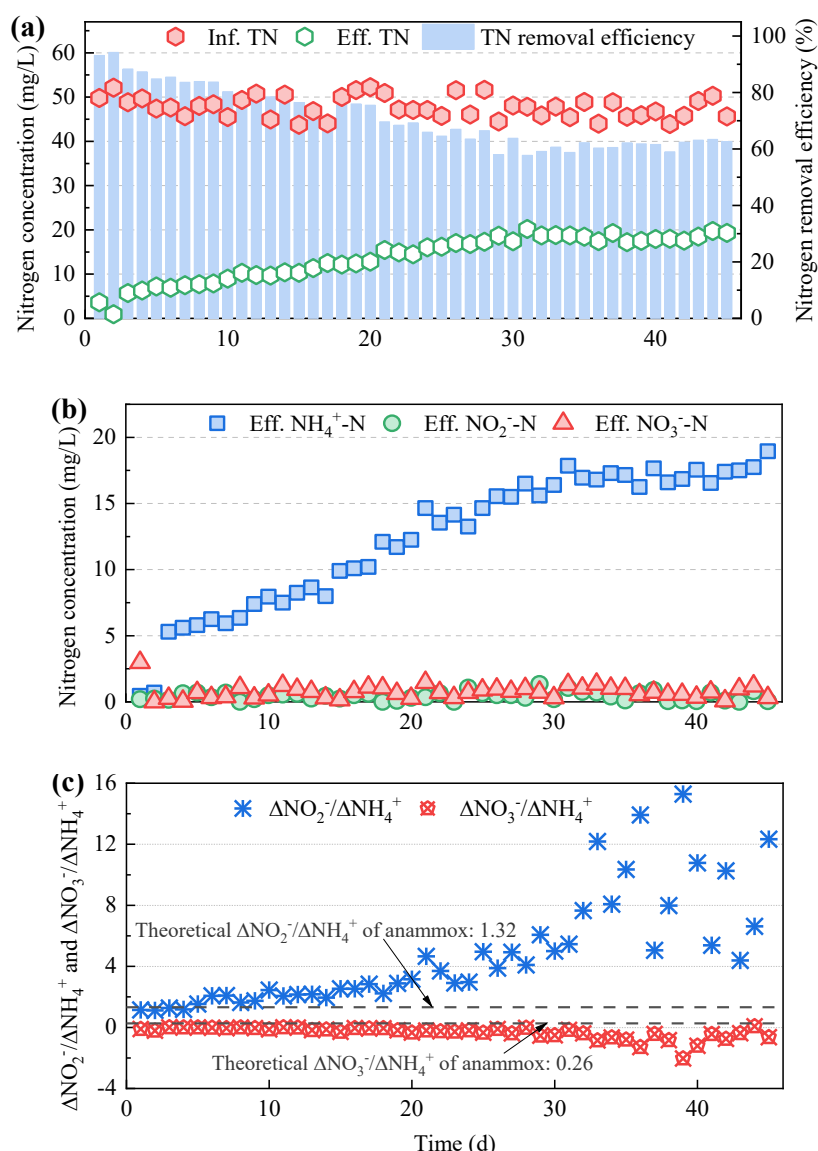 (a)
Inf. TN Eff. TN TN removal efficiency
Nitrogen concentration (mg/L)
60
50
40
30
20
10
0
100
80
60
40
20
0
Nitrogen removal efficiency (%)
0 10 20 30 40
(b)
Eff. NH₄⁺-N Eff. NO₂⁻-N Eff. NO₃⁻-N
Nitrogen concentration (mg/L)
20
15
10
5
0
0 10 20 30 40
(c)
ΔNO₂⁻/ΔNH₄⁺ ΔNO₃⁻/ΔNH₄⁺
ΔNO₂⁻/ΔNH₄⁺ and ΔNO₃⁻/ΔNH₄⁺
16
12
8
4
0
-4
Theoretical ΔNO₂⁻/ΔNH₄⁺ of anammox: 1.32
Theoretical ΔNO₃⁻/ΔNH₄⁺ of anammox: 0.26
0 10 20 30 40
Time (d)